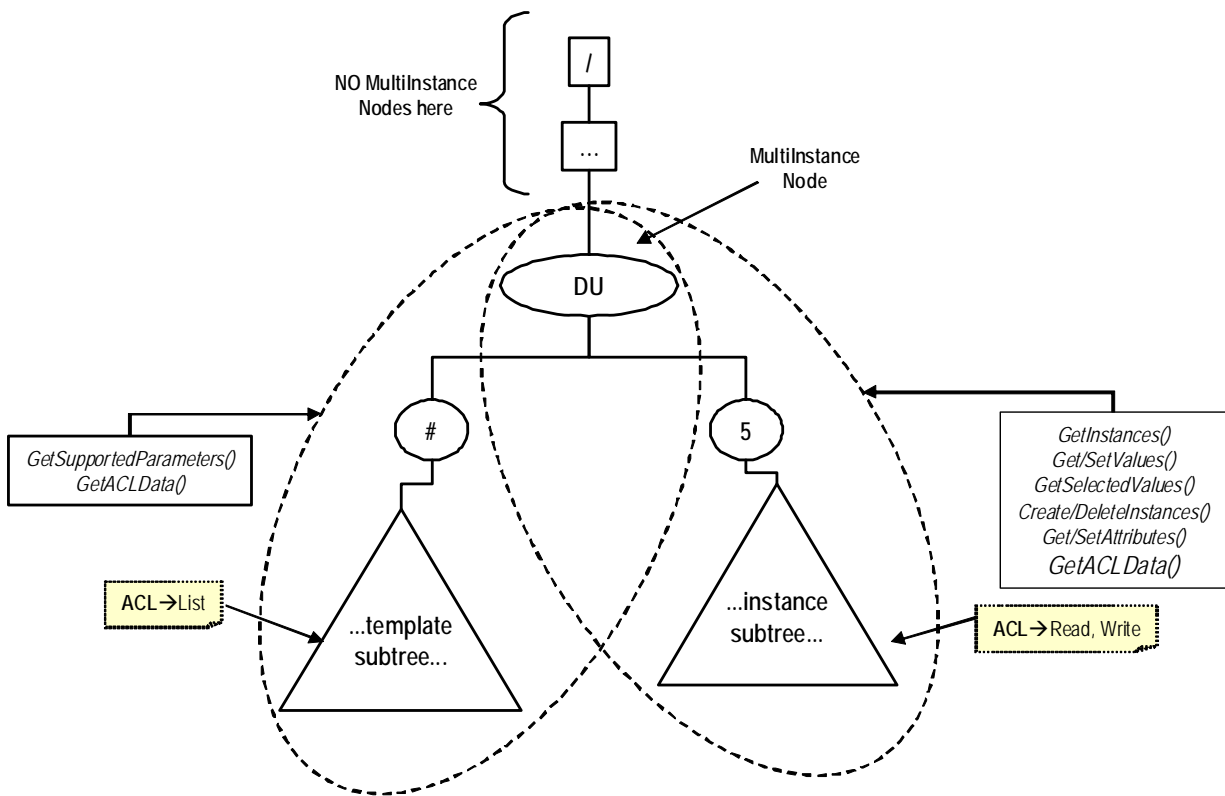 /
NO MultiInstance
Nodes here
...
MultiInstance
Node
DU
#
5
GetSupportedParameters()
GetACLData()
GetInstances()
Get/SetValues()
GetSelectedValues()
Create/DeleteInstances()
Get/SetAttributes()
GetACLData()
ACL→List
...template
subtree...
...instance
subtree...
ACL→Read, Write